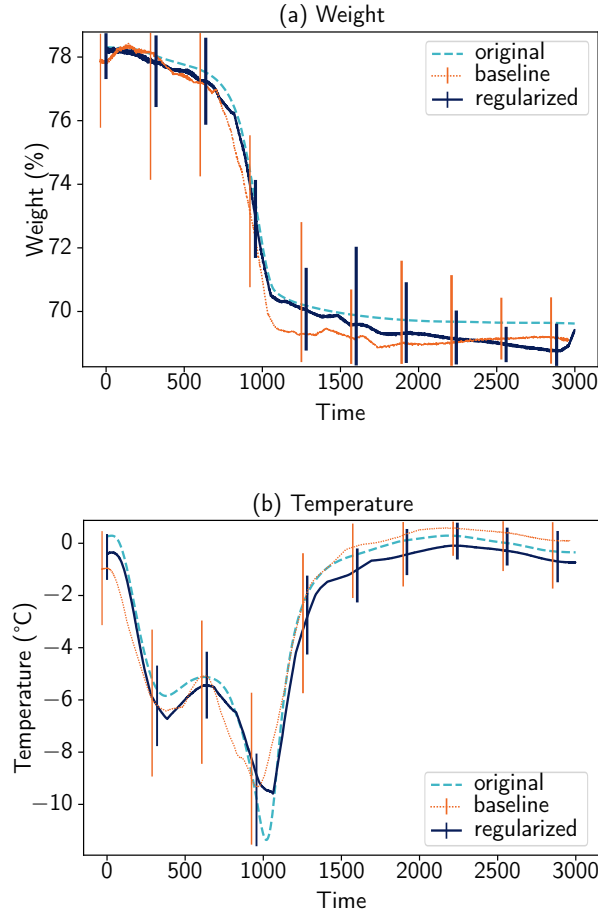 (a) Weight
78
76
74
72
70
Weight (%)
original
baseline
regularized
0 500 1000 1500 2000 2500 3000
Time
(b) Temperature
0
−2
−4
−6
−8
−10
Temperature (°C)
original
baseline
regularized
0 500 1000 1500 2000 2500 3000
Time